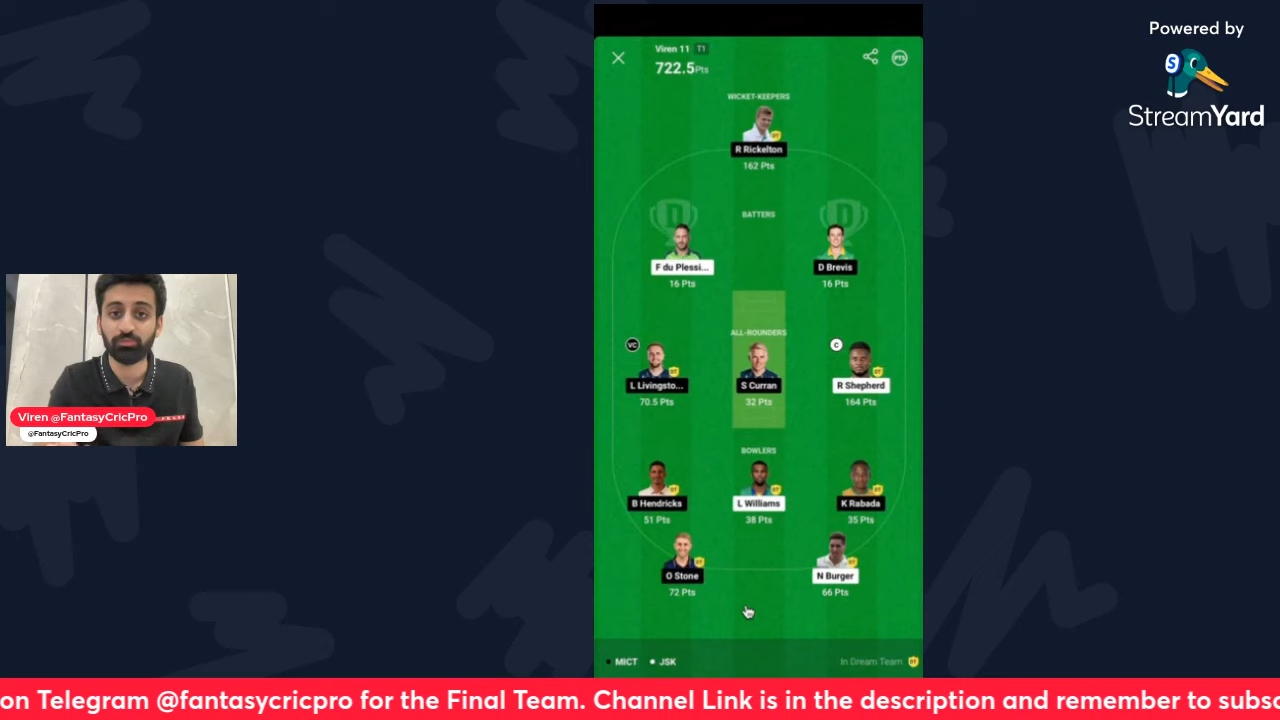 Powered by
StreamYard
Viren 11 T1
722.5Pts
PTS
WICKET-KEEPERS
R Rickelton
162 Pts
BATTERS
F du Plessi...
16 Pts
D Brevis
16 Pts
ALL-ROUNDERS
VC
L Livingsto...
70.5 Pts
S Curran
32 Pts
C
R Shepherd
164 Pts
BOWLERS
B Hendricks
51 Pts
L Williams
38 Pts
K Rabada
35 Pts
O Stone
72 Pts
N Burger
66 Pts
MICT JSK
In Dream Team DT
Viren @FantasyCricPro
@FantasyCricPro
on Telegram @fantasycricpro for the Final Team. Channel Link is in the description and remember to subsc